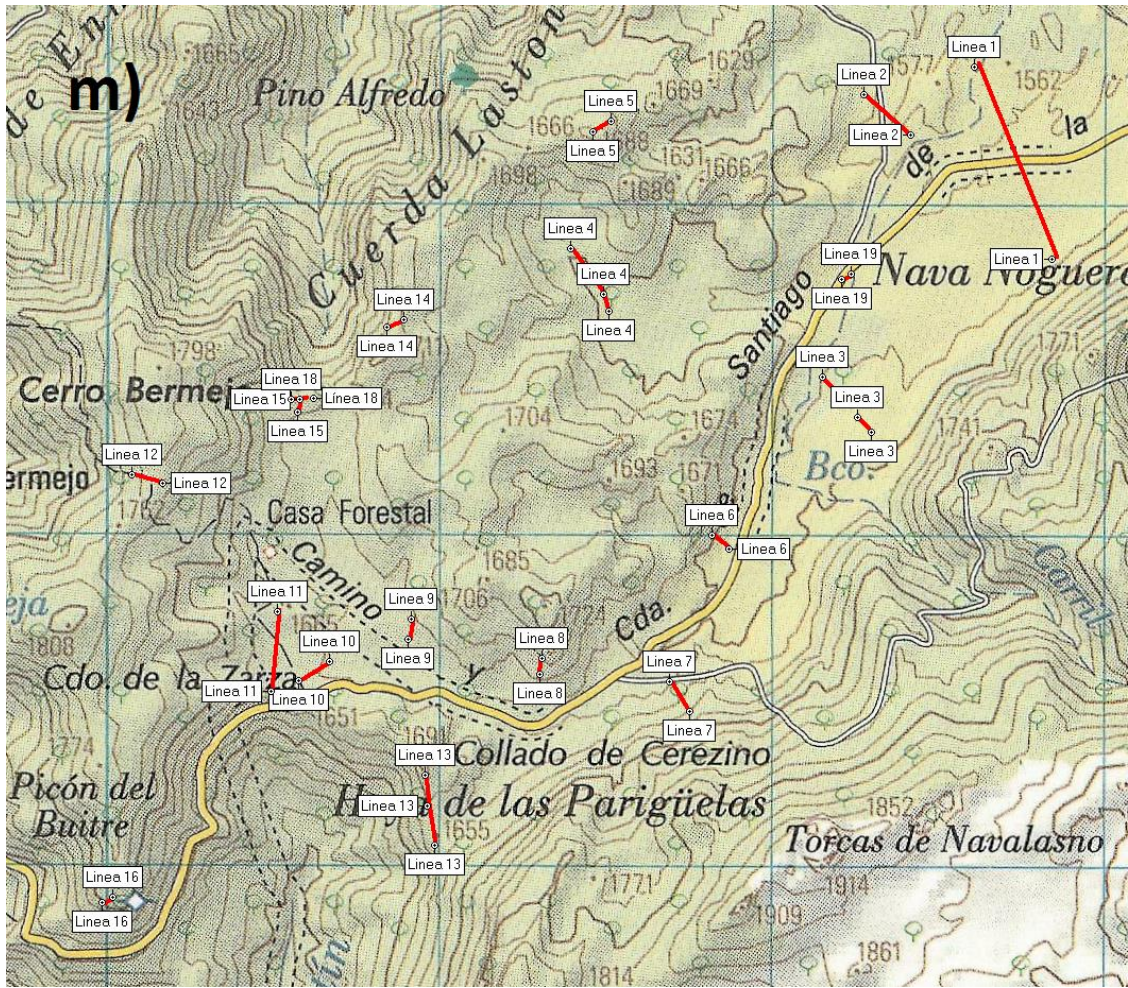 m)
de
1665
1643
Pino Alfredo
Cuerda Laston
1629
1669
1666
1688
1698
1631
1666
1689
Linea 5
Linea 5
1577
Linea 2
Linea 2
Linea 1
1562
de la
Linea 1
Nava Noguero
Linea 19
Linea 19
Santiago
Linea 4
Linea 4
Linea 4
Linea 14
Linea 14
1798
Cerro Bermejo
Linea 18
Linea 15
Línea 18
Linea 15
1704
1674
1693
1671
Linea 3
Linea 3
Linea 3
1771
1741
Bco.
Linea 12
Linea 12
ermejo
Casa Forestal
Camino
y
1685
1706
Linea 6
Linea 6
Cda.
1724
eja
1808
Linea 11
1665
Linea 9
Linea 9
Linea 10
Linea 8
Linea 8
Cdo. de la Zarza
Linea 11
Linea 10
Linea 7
Linea 7
1651
1691
1774
Linea 13
Linea 13
Linea 13
Collado de Cerezino
de las Parigüelas
Picón del
Buitre
1655
1852
Torcas de Navalasno
Linea 16
Linea 16
1771
1914
1909
1861
1814